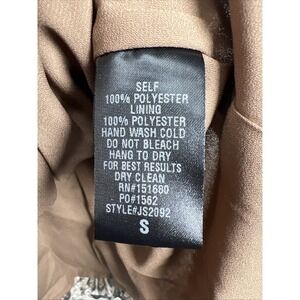 SELF
100% POLYESTER
LINING
100% POLYESTER
HAND WASH COLD
DO NOT BLEACH
HANG TO DRY
FOR BEST RESULTS
DRY CLEAN
RN#151680
PO#1562
STYLE#JS2092
S